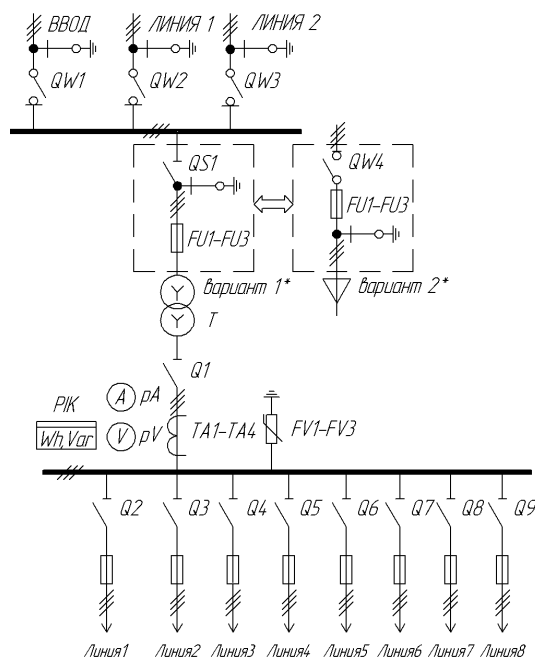 ВВОД
ЛИНИЯ 1
ЛИНИЯ 2
QW1
QW2
QW3
QS1
QW4
FU1-FU3
FU1-FU3
вариант 1*
вариант 2*
T
Q1
PIK
A
pA
Wh,Var
V
pV
TA1-TA4
FV1-FV3
Q2
Q3
Q4
Q5
Q6
Q7
Q8
Q9
Линия1
Линия2
Линия3
Линия4
Линия5
Линия6
Линия7
Линия8